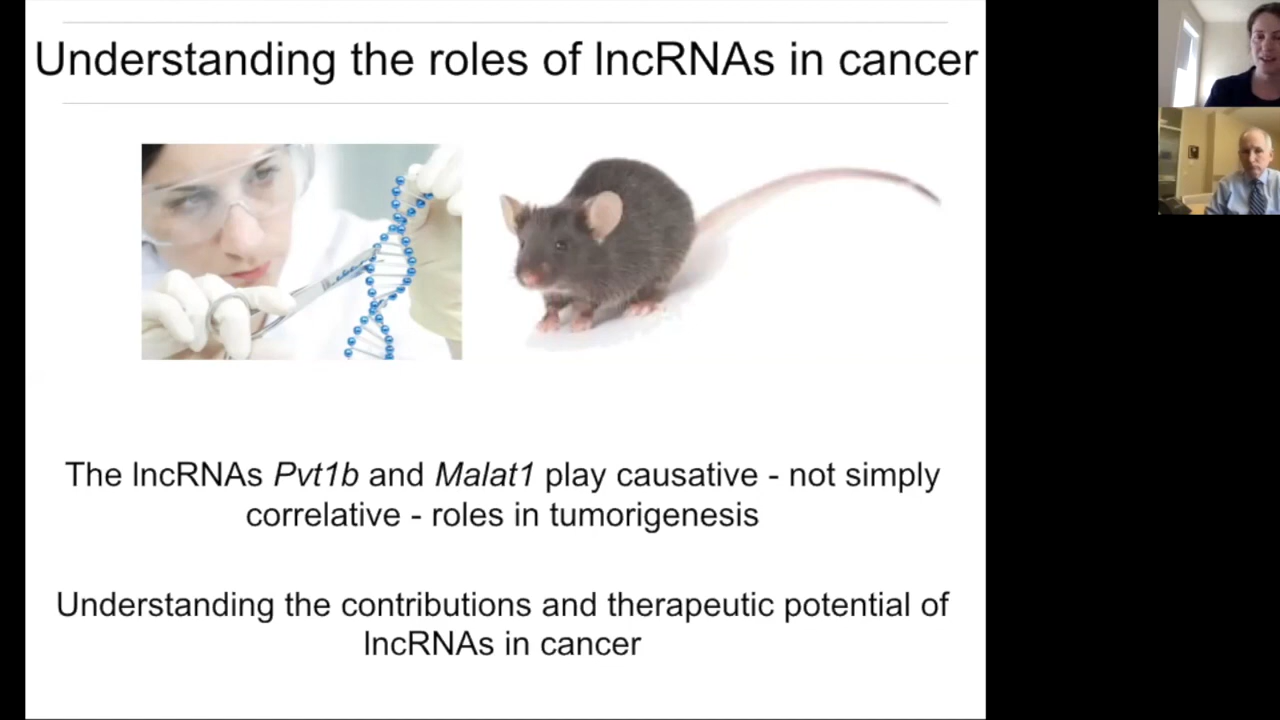 Understanding the roles of lncRNAs in cancer
The lncRNAs Pvt1b and Malat1 play causative - not simply
correlative - roles in tumorigenesis
Understanding the contributions and therapeutic potential of
lncRNAs in cancer